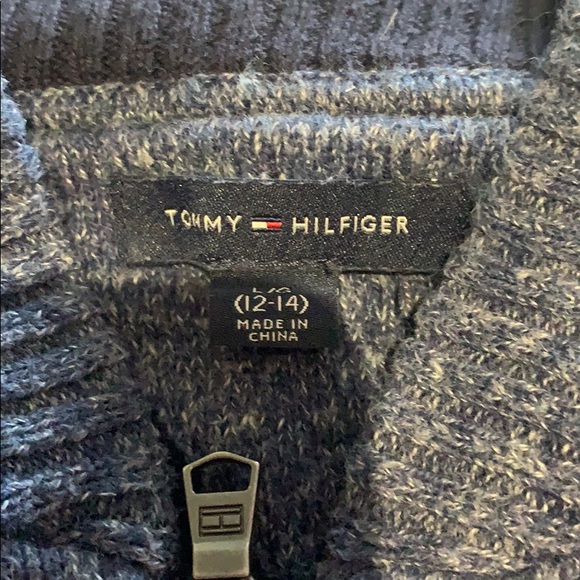 TOMMY HILFIGER
L/G
(12-14)
MADE IN
CHINA